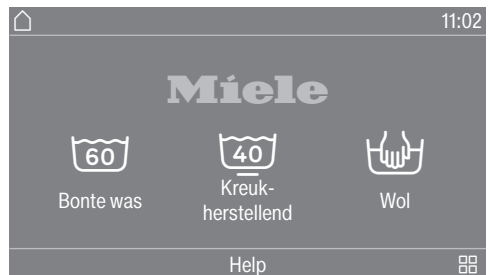 11:02
Miele
60
40
Bonte was
Kreuk-
herstellend
Wol
Help